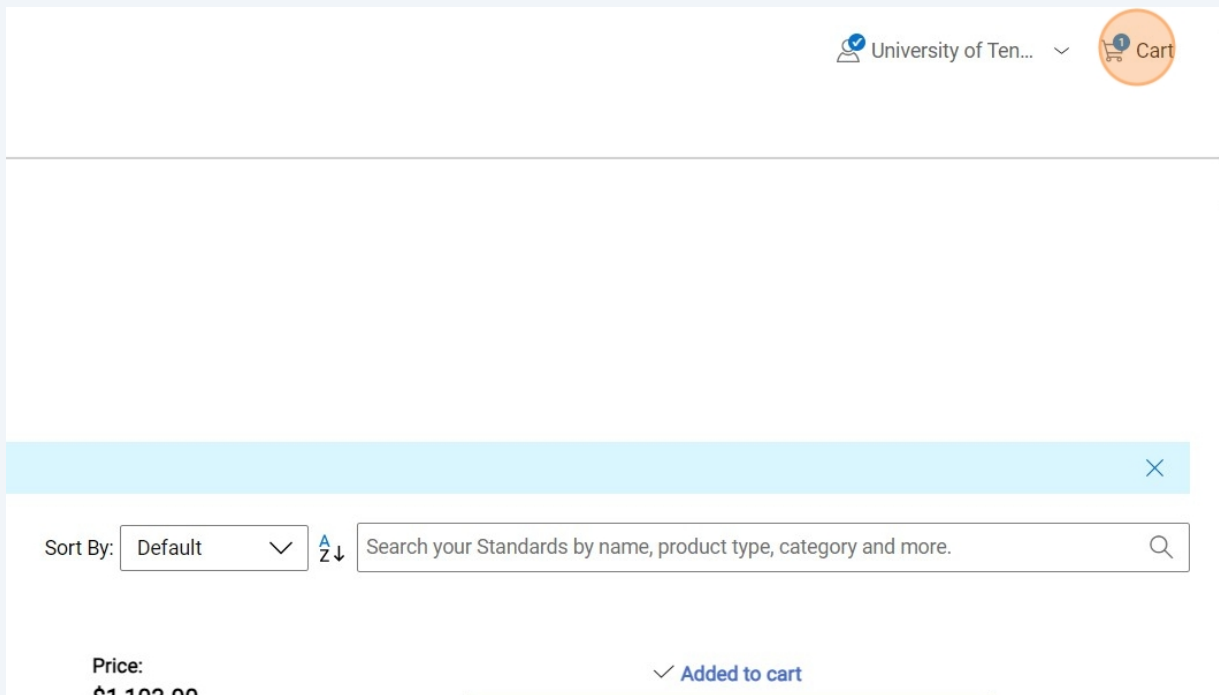 University of Ten...
1 Cart
Sort By: Default
A
Z
Search your Standards by name, product type, category and more.
Price:
Added to cart